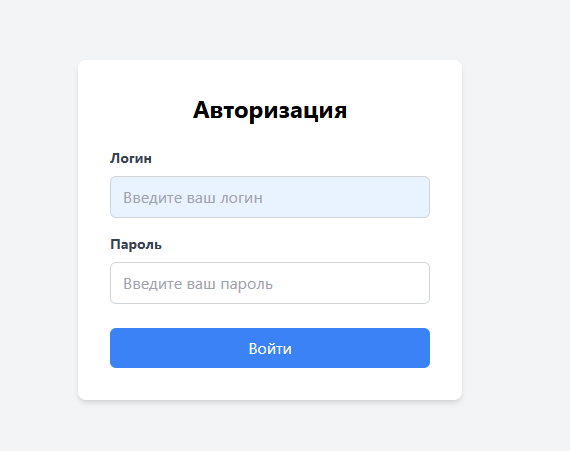 Авторизация
Логин
Введите ваш логин
Пароль
Введите ваш пароль
Войти